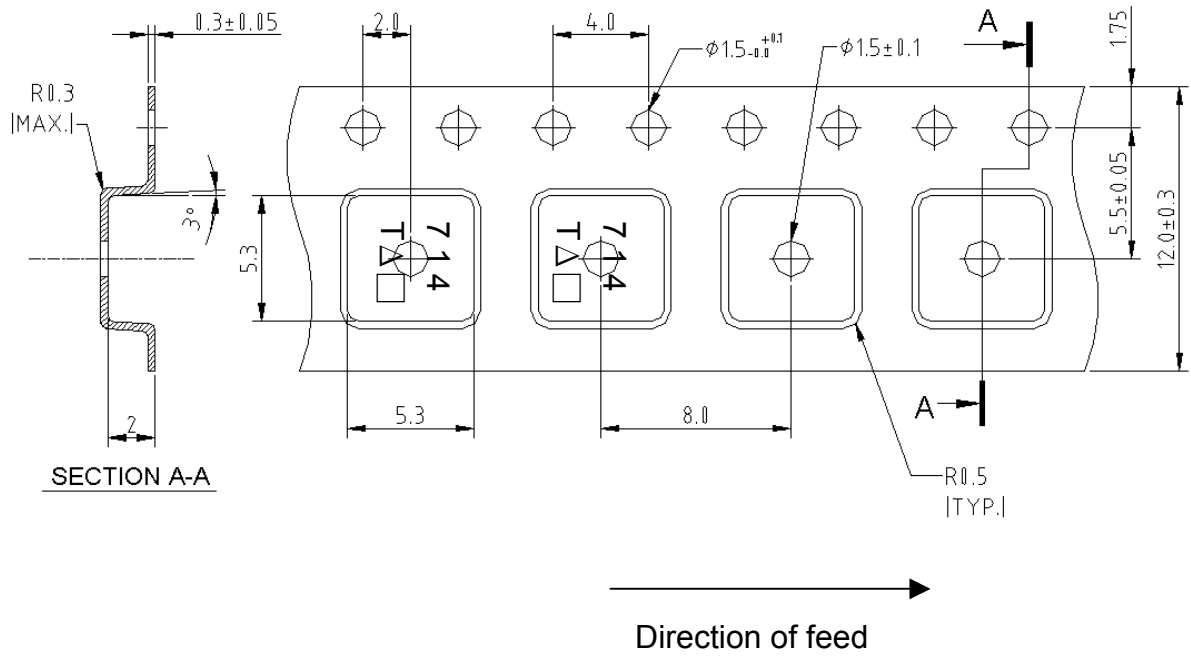 0.3±0.05
2.0
4.0
Φ1.5 +0.1 -0.0
Φ1.5±0.1
A
1.75
R0.3
|MAX.|
3°
5.3
T 714
T 714
5.5±0.05
12.0±0.3
2
5.3
8.0
A
SECTION A-A
R0.5
|TYP.|
Direction of feed